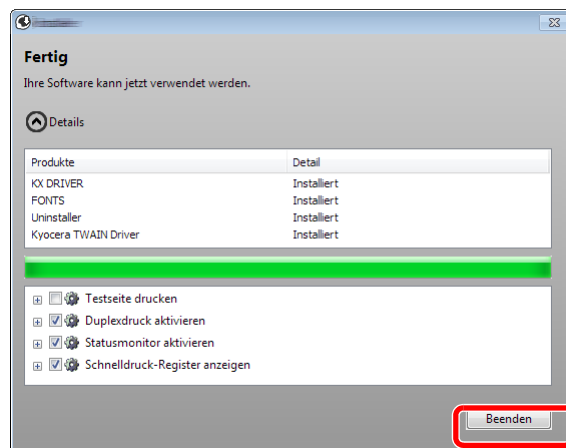 Fertig
Ihre Software kann jetzt verwendet werden.
Details
Produkte Detail
KX DRIVER Installiert
FONTS Installiert
Uninstaller Installiert
Kyocera TWAIN Driver Installiert
Testseite drucken
Duplexdruck aktivieren
Statusmonitor aktivieren
Schnelldruck-Register anzeigen
Beenden